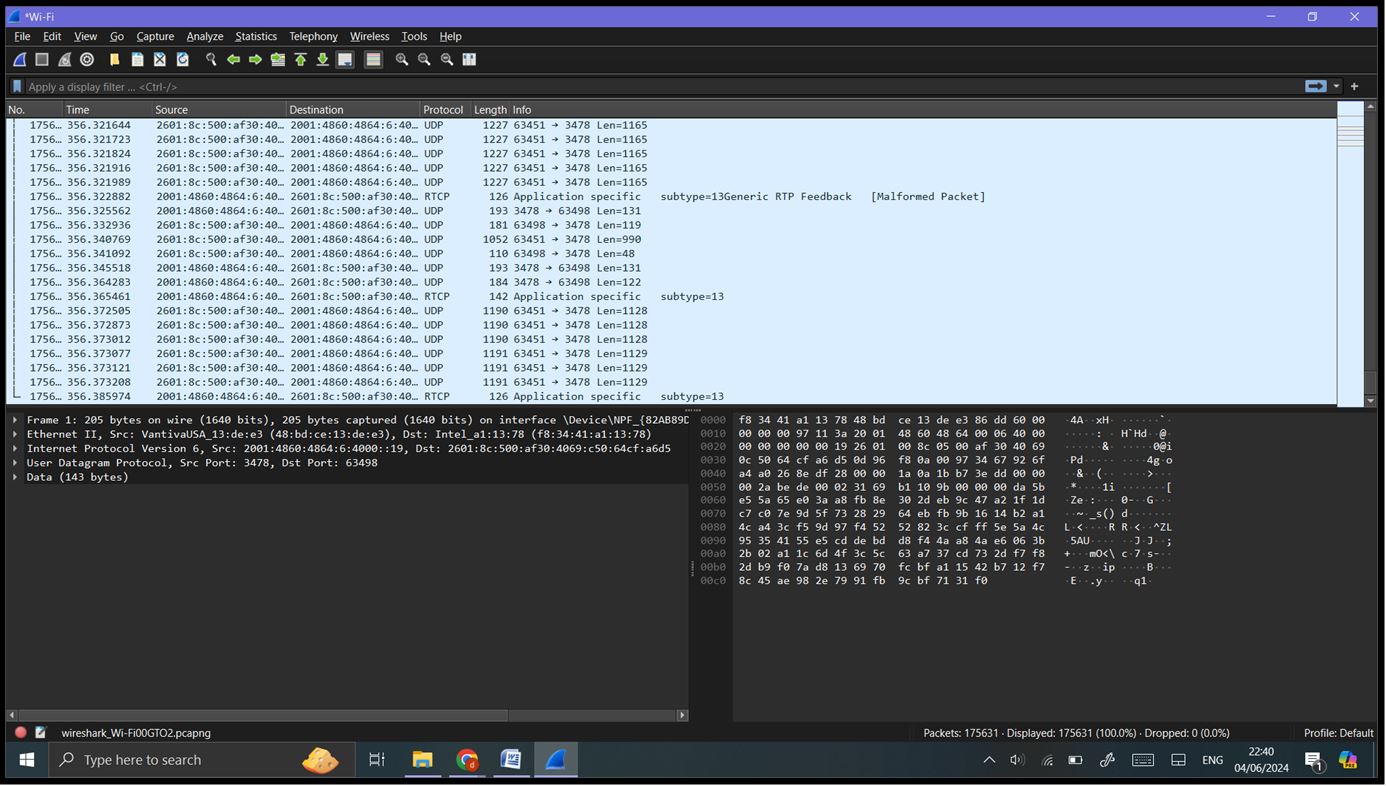 *Wi-Fi
File Edit View Go Capture Analyze Statistics Telephony Wireless Tools Help
Apply a display filter ... <Ctrl-/>
No. Time Source Destination Protocol Length Info
1756… 356.321644 2601:8c:500:af30:40… 2001:4860:4864:6:40… UDP 1227 63451 → 3478 Len=1165
1756… 356.321723 2601:8c:500:af30:40… 2001:4860:4864:6:40… UDP 1227 63451 → 3478 Len=1165
1756… 356.321824 2601:8c:500:af30:40… 2001:4860:4864:6:40… UDP 1227 63451 → 3478 Len=1165
1756… 356.321916 2601:8c:500:af30:40… 2001:4860:4864:6:40… UDP 1227 63451 → 3478 Len=1165
1756… 356.321989 2601:8c:500:af30:40… 2001:4860:4864:6:40… UDP 1227 63451 → 3478 Len=1165
1756… 356.322882 2001:4860:4864:6:40… 2601:8c:500:af30:40… RTCP 126 Application specific subtype=13Generic RTP Feedback [Malformed Packet]
1756… 356.325562 2001:4860:4864:6:40… 2601:8c:500:af30:40… UDP 193 3478 → 63498 Len=131
1756… 356.332936 2601:8c:500:af30:40… 2001:4860:4864:6:40… UDP 181 63498 → 3478 Len=119
1756… 356.340769 2601:8c:500:af30:40… 2001:4860:4864:6:40… UDP 1052 63451 → 3478 Len=990
1756… 356.341092 2601:8c:500:af30:40… 2001:4860:4864:6:40… UDP 110 63498 → 3478 Len=48
1756… 356.345518 2001:4860:4864:6:40… 2601:8c:500:af30:40… UDP 193 3478 → 63498 Len=131
1756… 356.364283 2001:4860:4864:6:40… 2601:8c:500:af30:40… UDP 184 3478 → 63498 Len=122
1756… 356.365461 2001:4860:4864:6:40… 2601:8c:500:af30:40… RTCP 142 Application specific subtype=13
1756… 356.372505 2601:8c:500:af30:40… 2001:4860:4864:6:40… UDP 1190 63451 → 3478 Len=1128
1756… 356.372873 2601:8c:500:af30:40… 2001:4860:4864:6:40… UDP 1190 63451 → 3478 Len=1128
1756… 356.373012 2601:8c:500:af30:40… 2001:4860:4864:6:40… UDP 1190 63451 → 3478 Len=1128
1756… 356.373077 2601:8c:500:af30:40… 2001:4860:4864:6:40… UDP 1191 63451 → 3478 Len=1129
1756… 356.373121 2601:8c:500:af30:40… 2001:4860:4864:6:40… UDP 1191 63451 → 3478 Len=1129
1756… 356.373208 2601:8c:500:af30:40… 2001:4860:4864:6:40… UDP 1191 63451 → 3478 Len=1129
1756… 356.385974 2001:4860:4864:6:40… 2601:8c:500:af30:40… RTCP 126 Application specific subtype=13
Frame 1: 205 bytes on wire (1640 bits), 205 bytes captured (1640 bits) on interface \Device\NPF_{82AB89D
Ethernet II, Src: VantivaUSA_13:de:e3 (48:bd:ce:13:de:e3), Dst: Intel_a1:13:78 (f8:34:41:a1:13:78)
Internet Protocol Version 6, Src: 2001:4860:4864:6:4000::19, Dst: 2601:8c:500:af30:4069:c50:64cf:a6d5
User Datagram Protocol, Src Port: 3478, Dst Port: 63498
Data (143 bytes)
0000 f8 34 41 a1 13 78 48 bd ce 13 de e3 86 dd 60 00 ·4A··xH· ······`·
0010 00 00 00 97 11 3a 20 01 48 60 48 64 00 06 40 00 ·····: · H`Hd··@·
0020 00 00 00 00 00 19 26 01 00 8c 05 00 af 30 40 69 ······&· ·····0@i
0030 0c 50 64 cf a6 d5 0d 96 f8 0a 00 97 34 67 92 6f ·Pd····· ····4g·o
0040 a4 a0 26 8e df 28 00 00 1a 0a 1b b7 3e dd 00 00 ··&··(·· ····>···
0050 00 2a be de 00 02 31 69 b1 10 9b 00 00 00 da 5b ·*····1i ·······[
0060 e5 5a 65 e0 3a a8 fb 8e 30 2d eb 9c 47 a2 1f 1d ·Ze·:··· 0-··G···
0070 c7 c0 7e 9d 5f 73 28 29 64 eb fb 9b 16 14 b2 a1 ··~·_s() d·······
0080 4c a4 3c f5 9d 97 f4 52 52 82 3c cf ff 5e 5a 4c L·<····R R·<··^ZL
0090 95 35 41 55 e5 cd de bd d8 f4 4a a8 4a e6 06 3b ·5AU···· ··J·J··;
00a0 2b 02 a1 1c 6d 4f 3c 5c 63 a7 37 cd 73 2d f7 f8 +···mO<\ c·7·s-··
00b0 2d b9 f0 7a d8 13 69 70 fc bf a1 15 42 b7 12 f7 -··z··ip ····B···
00c0 8c 45 ae 98 2e 79 91 fb 9c bf 71 31 f0 ·E··.y·· ··q1·
wireshark_Wi-Fi00GTO2.pcapng Packets: 175631 · Displayed: 175631 (100.0%) · Dropped: 0 (0.0%) Profile: Default
Type here to search ENG 22:40
04/06/2024 1 PRE